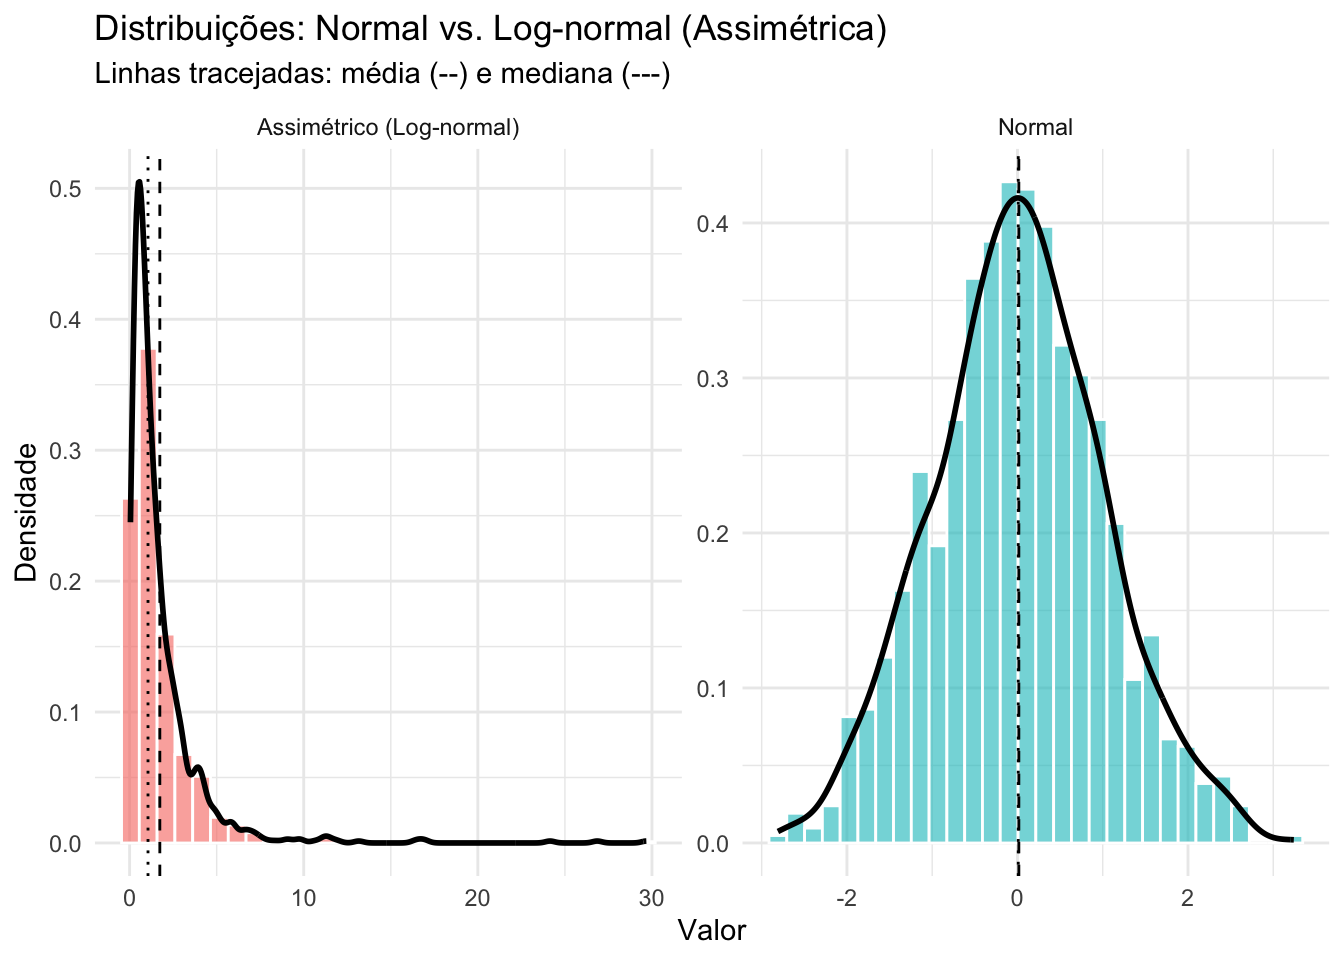 Distribuições: Normal vs. Log-normal (Assimétrica)
Linhas tracejadas: média (--) e mediana (---)
Assimétrico (Log-normal)
Normal
Densidade
0.5
0.4
0.3
0.2
0.1
0.0
0 10 20 30
0.4
0.3
0.2
0.1
0.0
-2 0 2
Valor